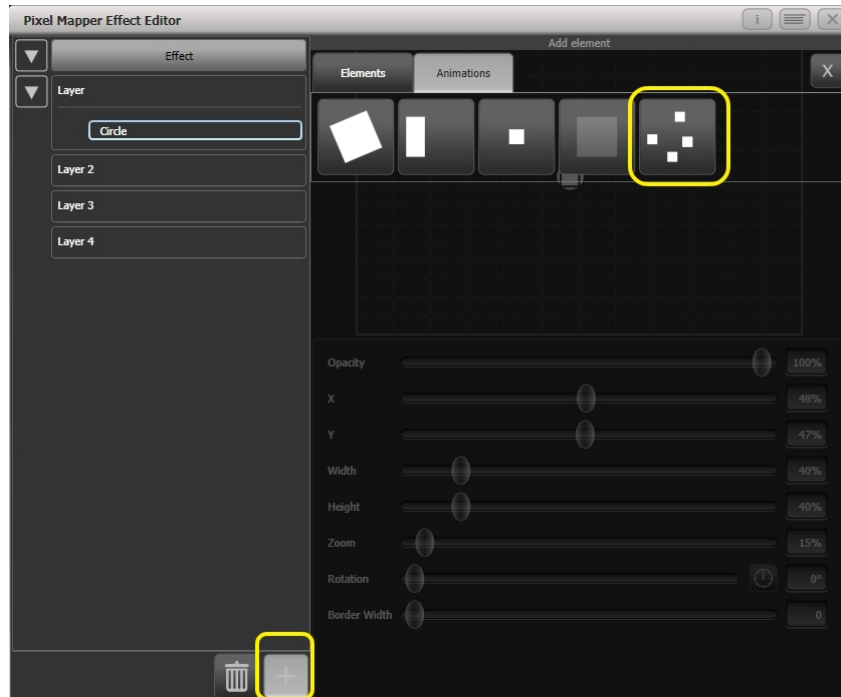 Pixel Mapper Effect Editor
i
X
Effect
Add element
Elements
Animations
X
Layer
Circle
Layer 2
Layer 3
Layer 4
Opacity
100%
X
48%
Y
47%
Width
40%
Height
40%
Zoom
15%
Rotation
0°
Border Width
0
+